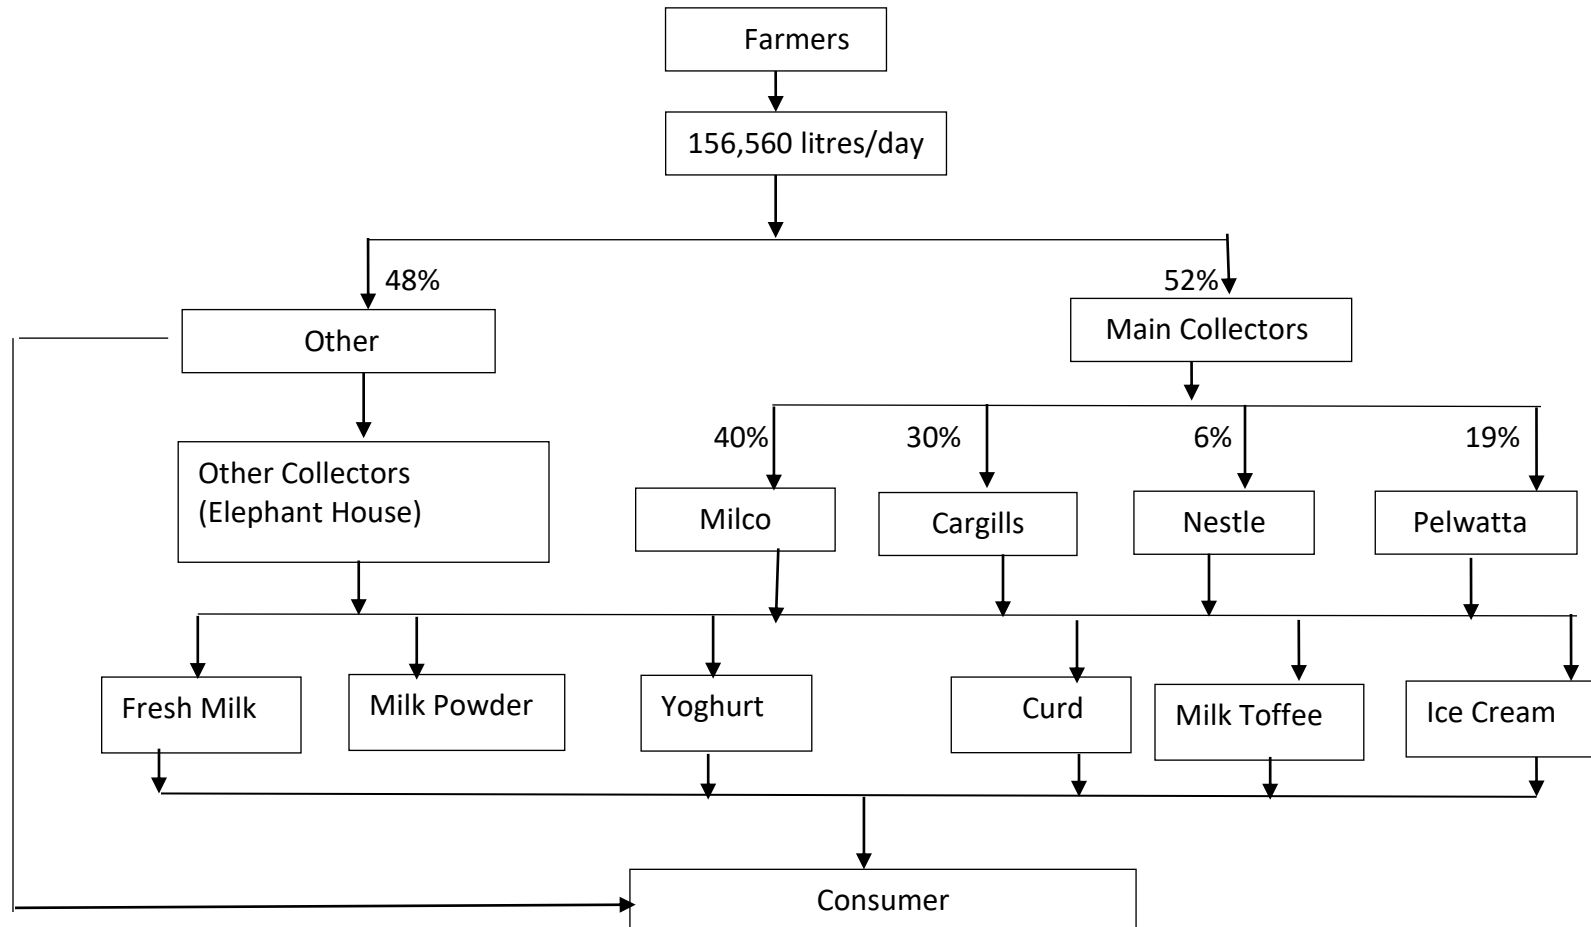 Farmers
156,560 litres/day
48%
52%
Other
Main Collectors
40%
30%
6%
19%
Other Collectors
(Elephant House)
Milco
Cargills
Nestle
Pelwatta
Fresh Milk
Milk Powder
Yoghurt
Curd
Milk Toffee
Ice Cream
Consumer